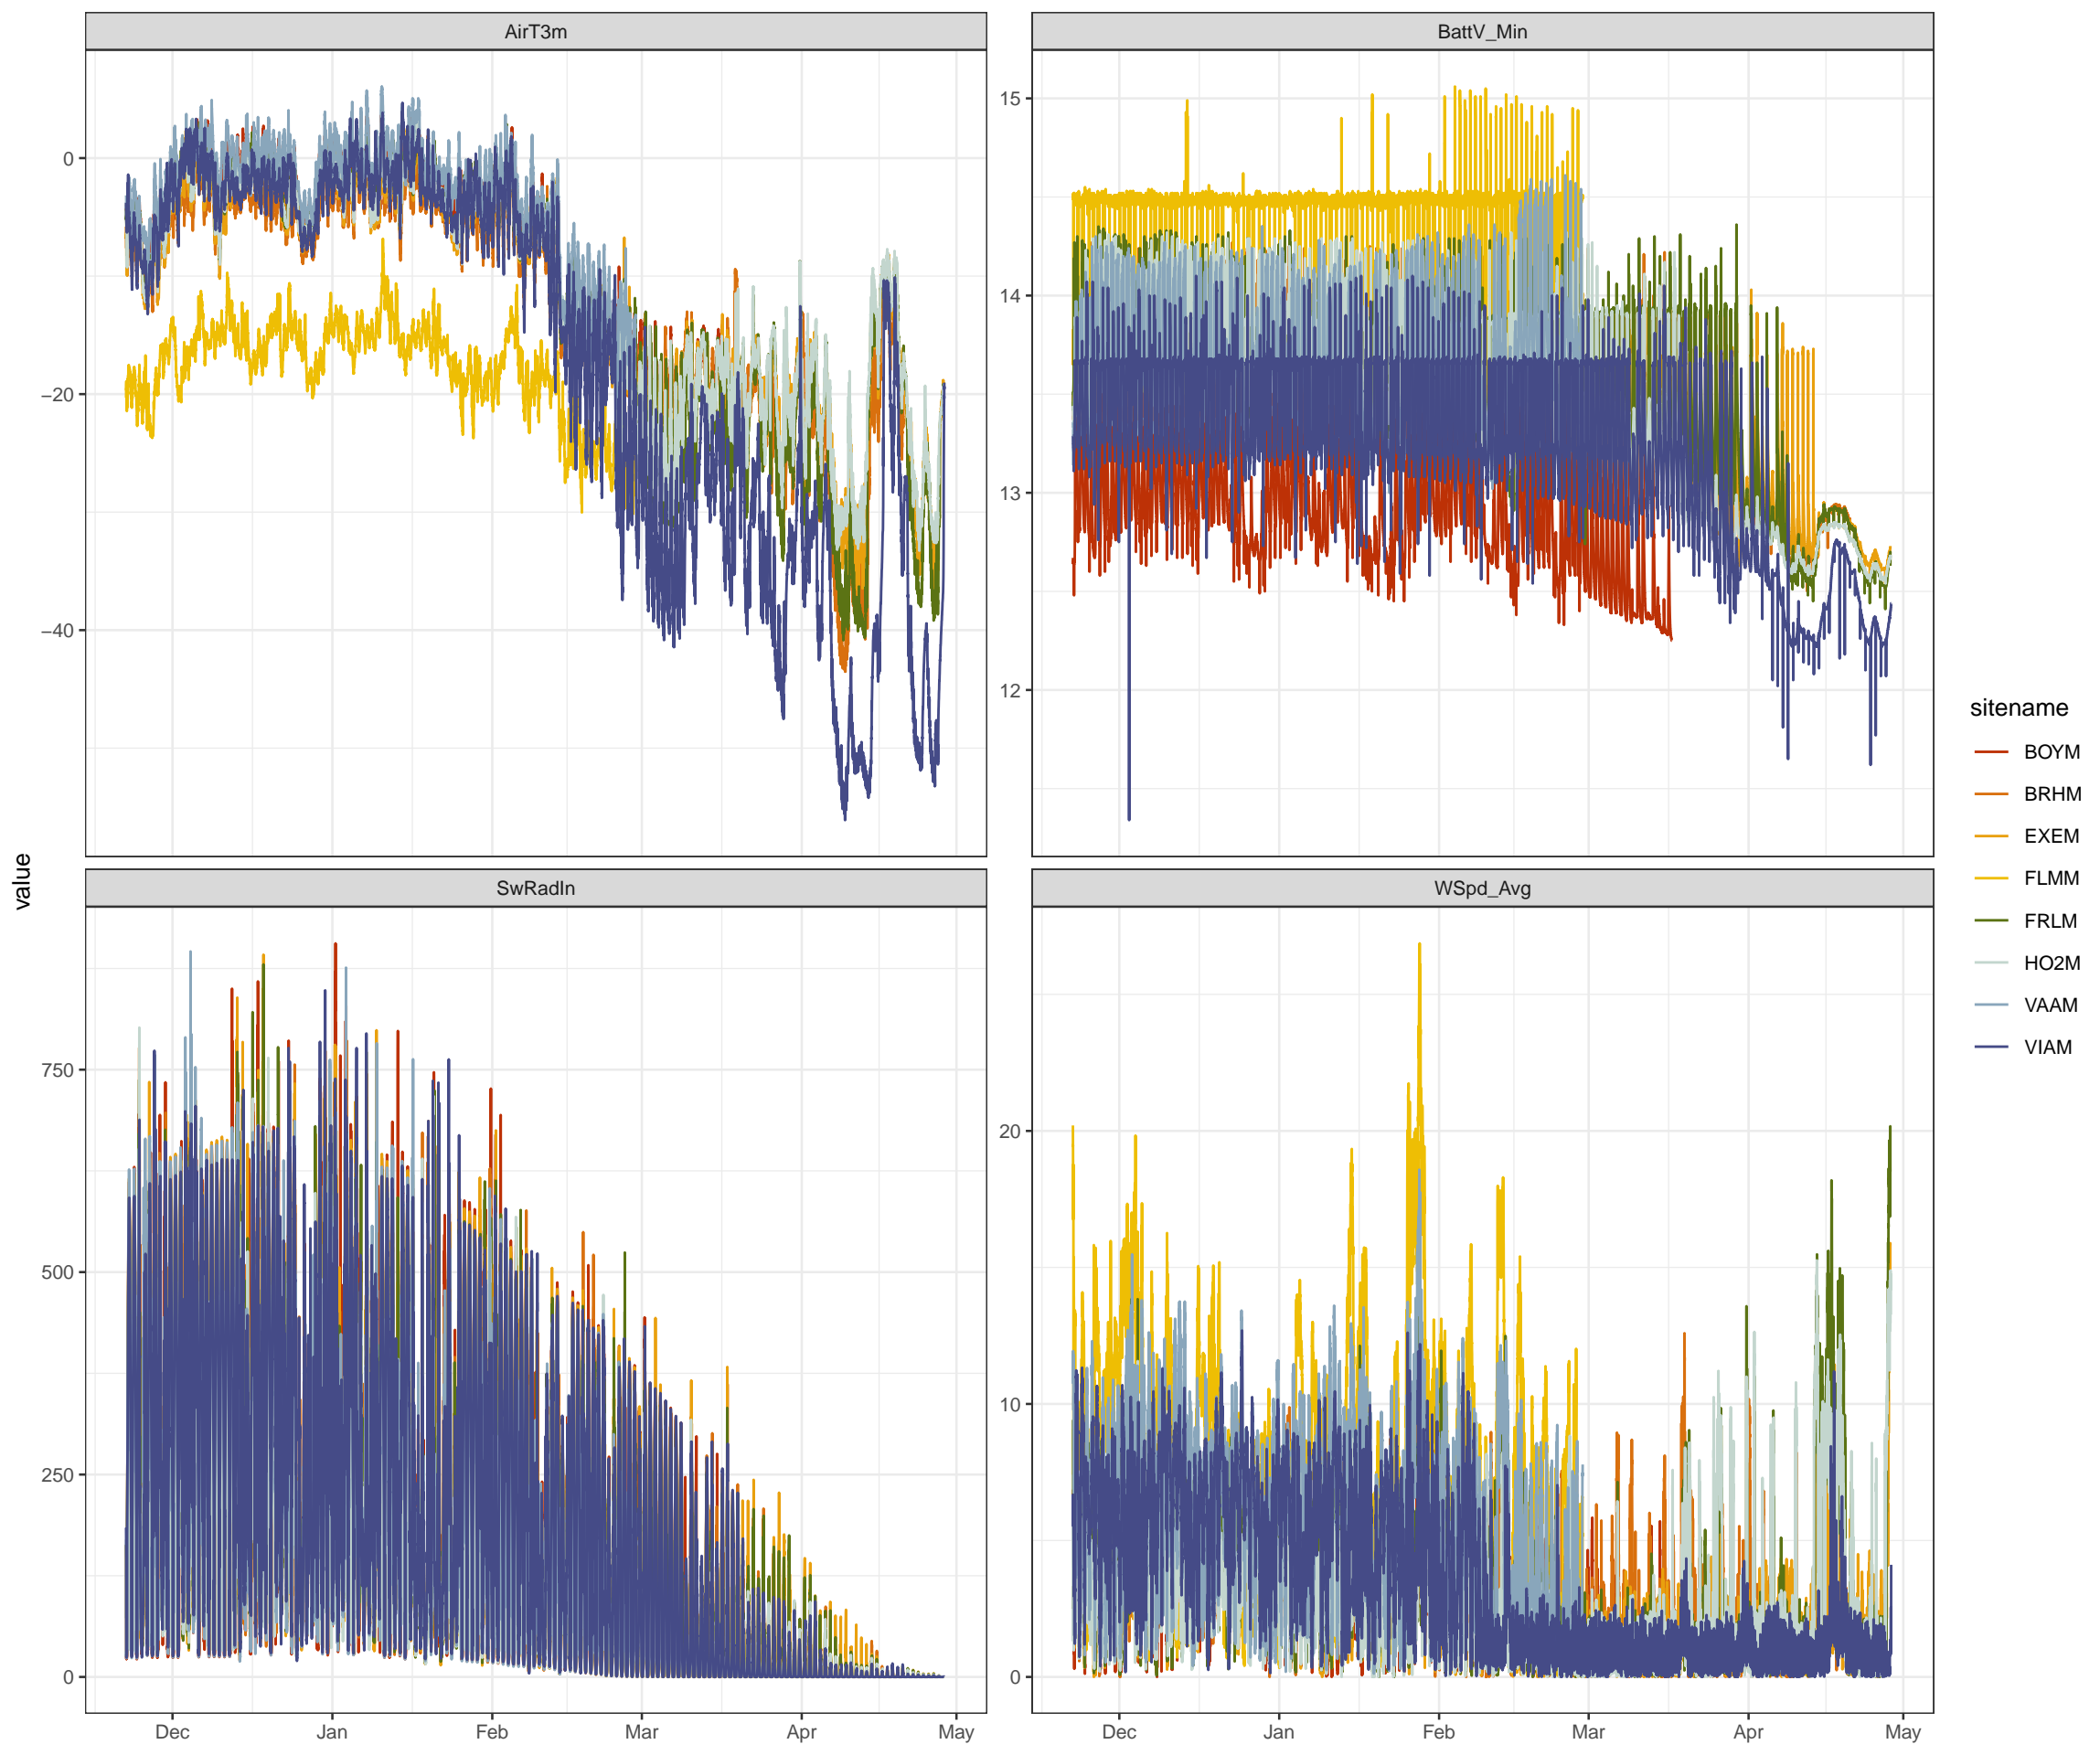 AirT3m
BattV_Min
0
−20
−40
15
14
13
12
SwRadIn
WSpd_Avg
750
500
250
0
20
10
0
Dec Jan Feb Mar Apr May
Dec Jan Feb Mar Apr May
value
sitename
BOYM
BRHM
EXEM
FLMM
FRLM
HO2M
VAAM
VIAM